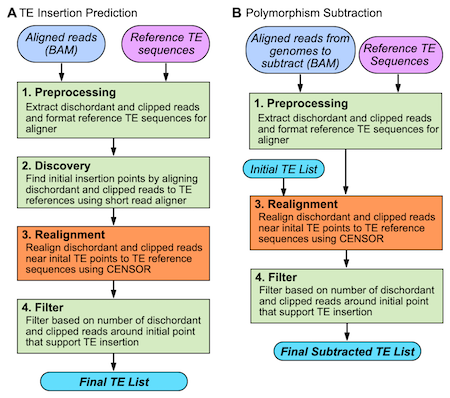 A TE Insertion Prediction
Aligned reads
(BAM)
Reference TE
sequences
1. Preprocessing
Extract dischordant and clipped reads
and format reference TE sequences for
aligner
2. Discovery
Find initial insertion points by aligning
dischordant and clipped reads to TE
references using short read aligner
3. Realignment
Realign dischordant and clipped reads
near inital TE points to TE reference
sequences using CENSOR
4. Filter
Filter based on number of dischordant
and clipped reads around initial point
that support TE insertion
Final TE List
B Polymorphism Subtraction
Aligned reads from
genomes to
subtract (BAM)
Reference TE
Sequences
1. Preprocessing
Extract dischordant and clipped reads
and format reference TE sequences for
aligner
Initial TE List
3. Realignment
Realign dischordant and clipped reads
near inital TE points to TE reference
sequences using CENSOR
4. Filter
Filter based on number of dischordant
and clipped reads around initial point
that support TE insertion
Final Subtracted TE List